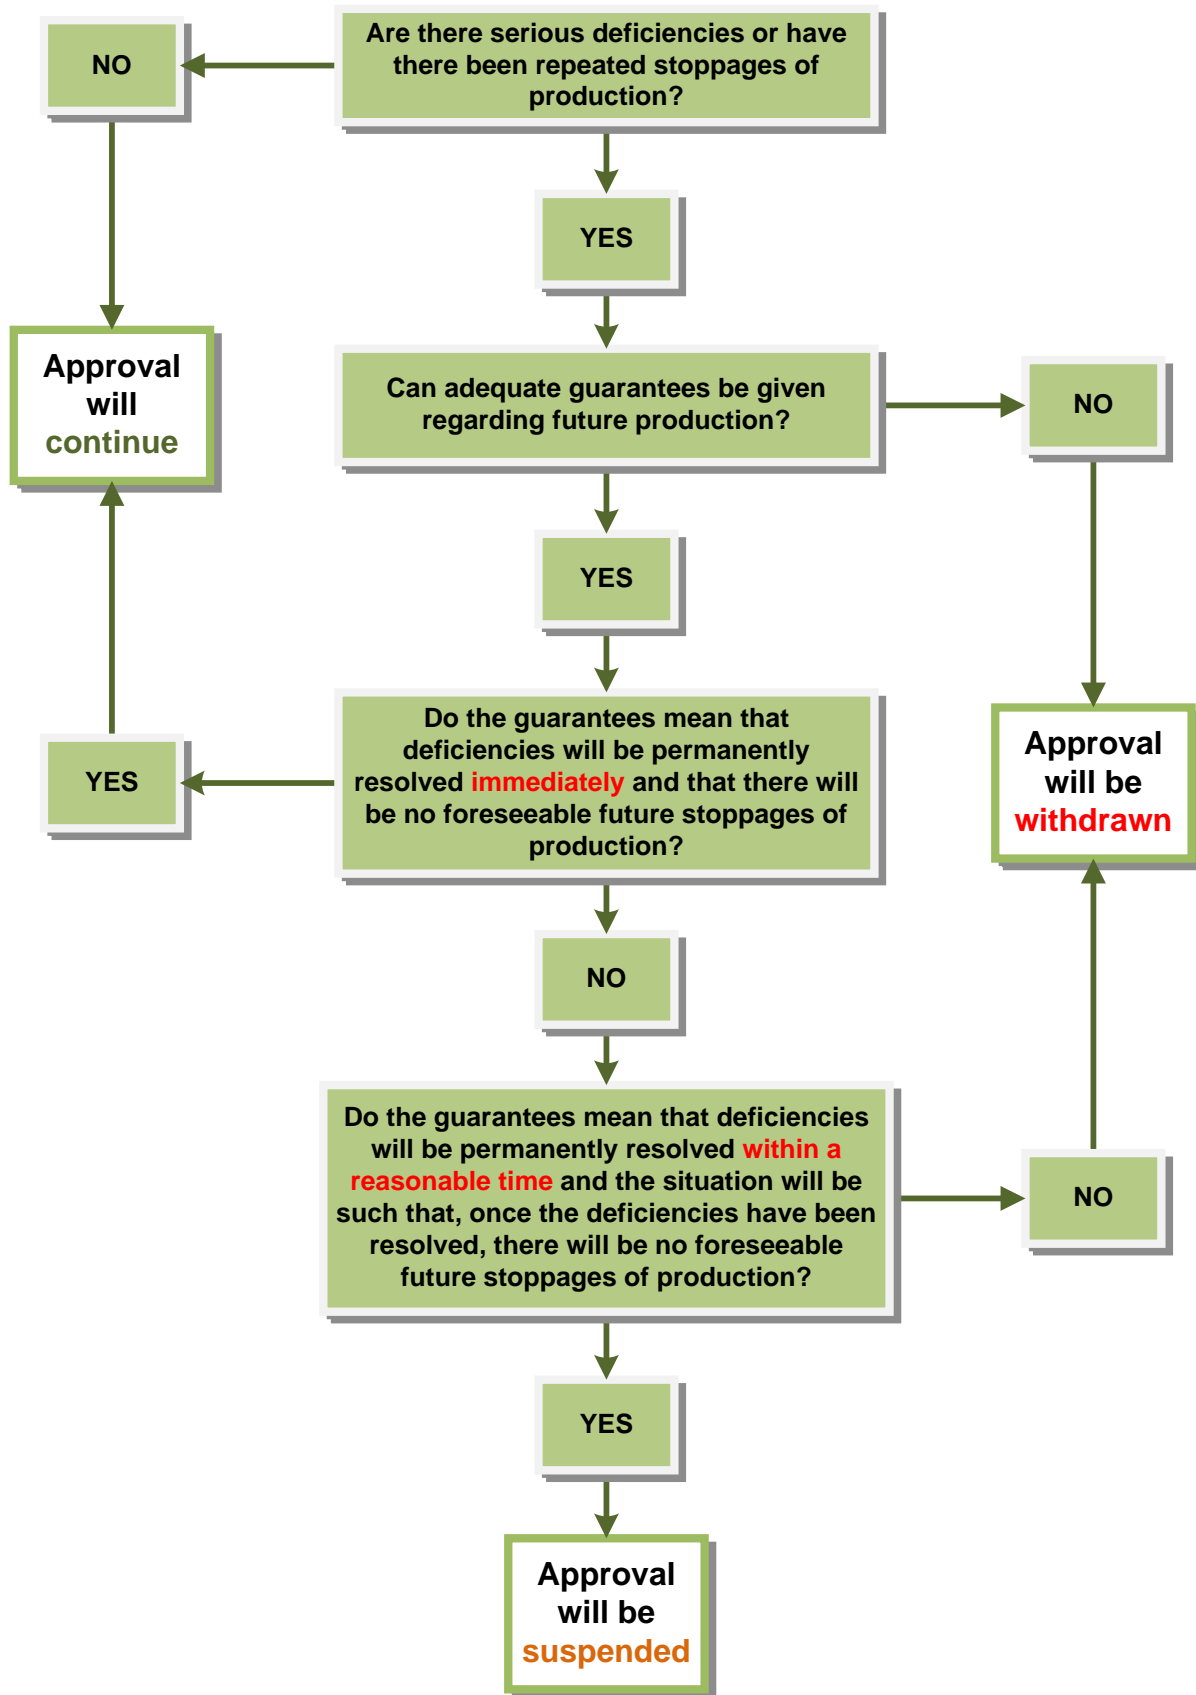 Are there serious deficiencies or have
there been repeated stoppages of
production?
NO
YES
Approval
will
continue
Can adequate guarantees be given
regarding future production?
NO
YES
Do the guarantees mean that
deficiencies will be permanently
resolved immediately and that there will
be no foreseeable future stoppages of
production?
YES
Approval
will be
withdrawn
NO
Do the guarantees mean that deficiencies
will be permanently resolved within a
reasonable time and the situation will be
such that, once the deficiencies have been
resolved, there will be no foreseeable
future stoppages of production?
NO
YES
Approval
will be
suspended